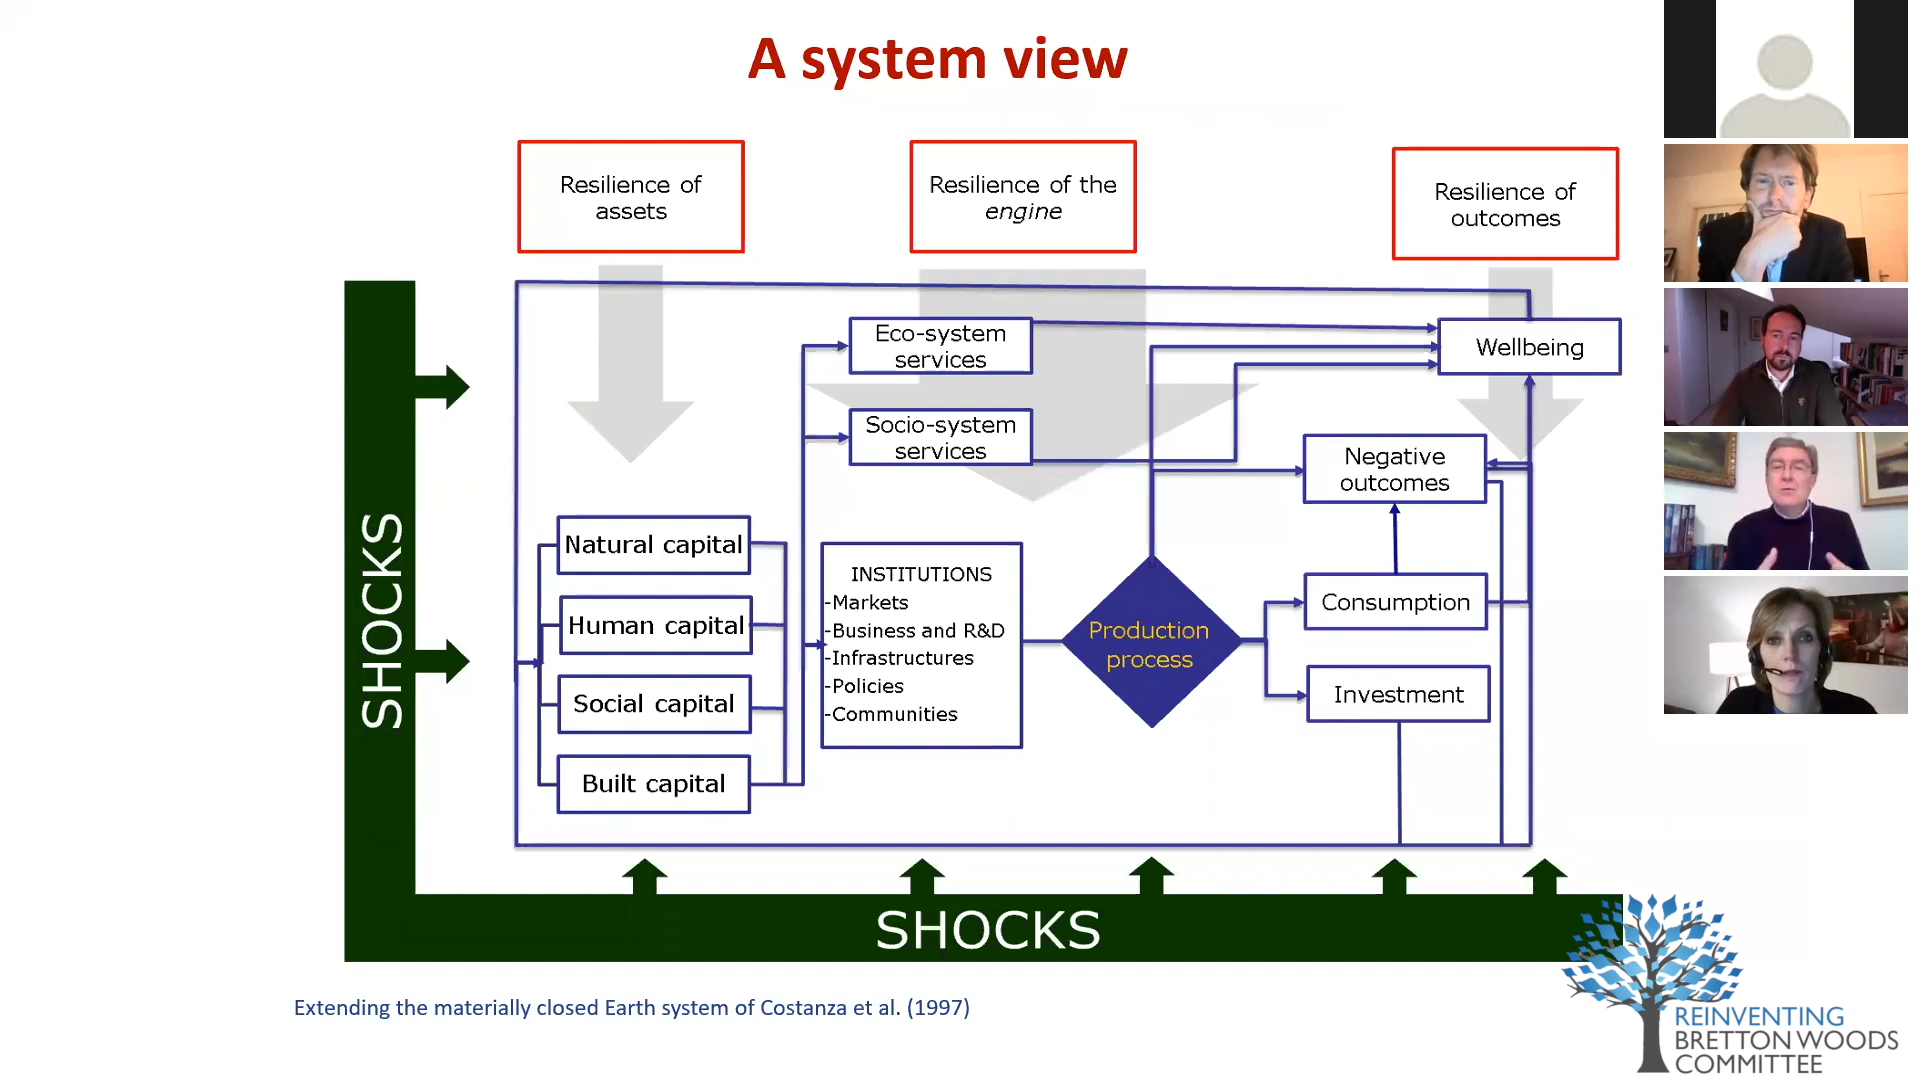 A system view
Resilience of
assets
Resilience of the
engine
Resilience of
outcomes
Eco-system
services
Wellbeing
Socio-system
services
Negative
outcomes
Natural capital
Human capital
Social capital
Built capital
INSTITUTIONS
-Markets
-Business and R&D
-Infrastructures
-Policies
-Communities
Production
process
Consumption
Investment
SHOCKS
SHOCKS
Extending the materially closed Earth system of Costanza et al. (1997)
REINVENTING
BRETTON WOODS
COMMITTEE